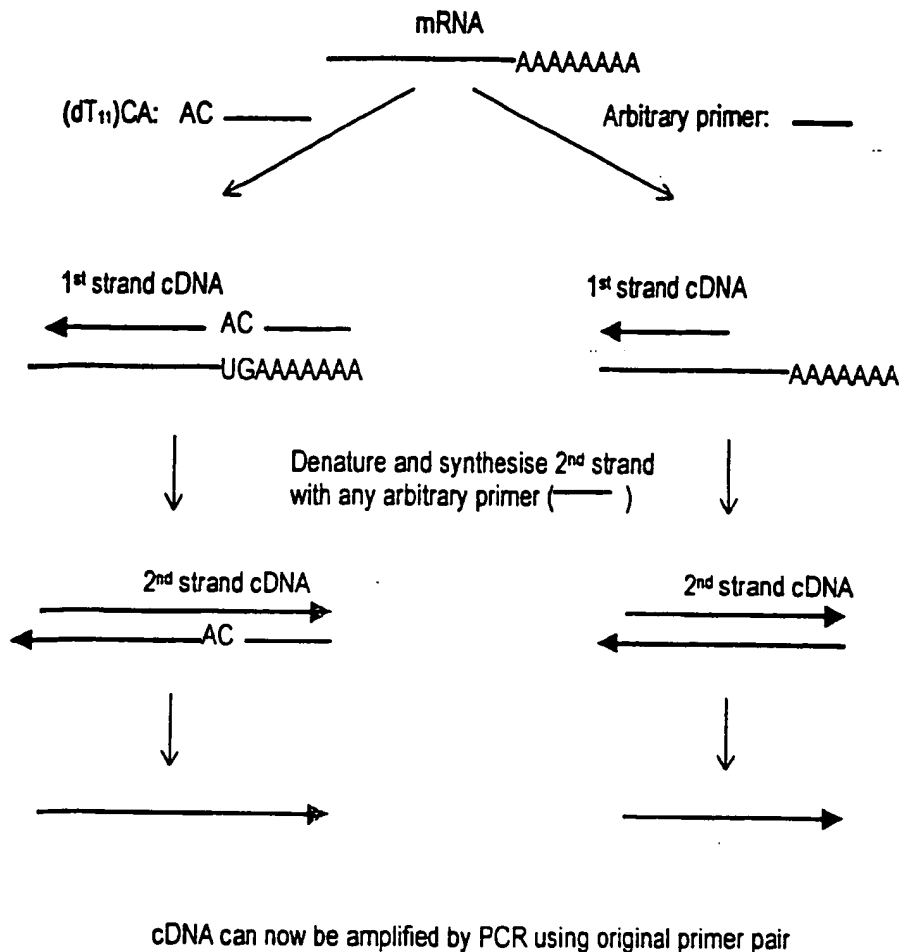 mRNA
AAAAAAAA
(dT₁₁)CA: AC
Arbitrary primer:
1st strand cDNA
1st strand cDNA
AC
UGAAAAAAA
AAAAAAA
Denature and synthesise 2nd strand
with any arbitrary primer ( )
2nd strand cDNA
2nd strand cDNA
AC
cDNA can now be amplified by PCR using original primer pair